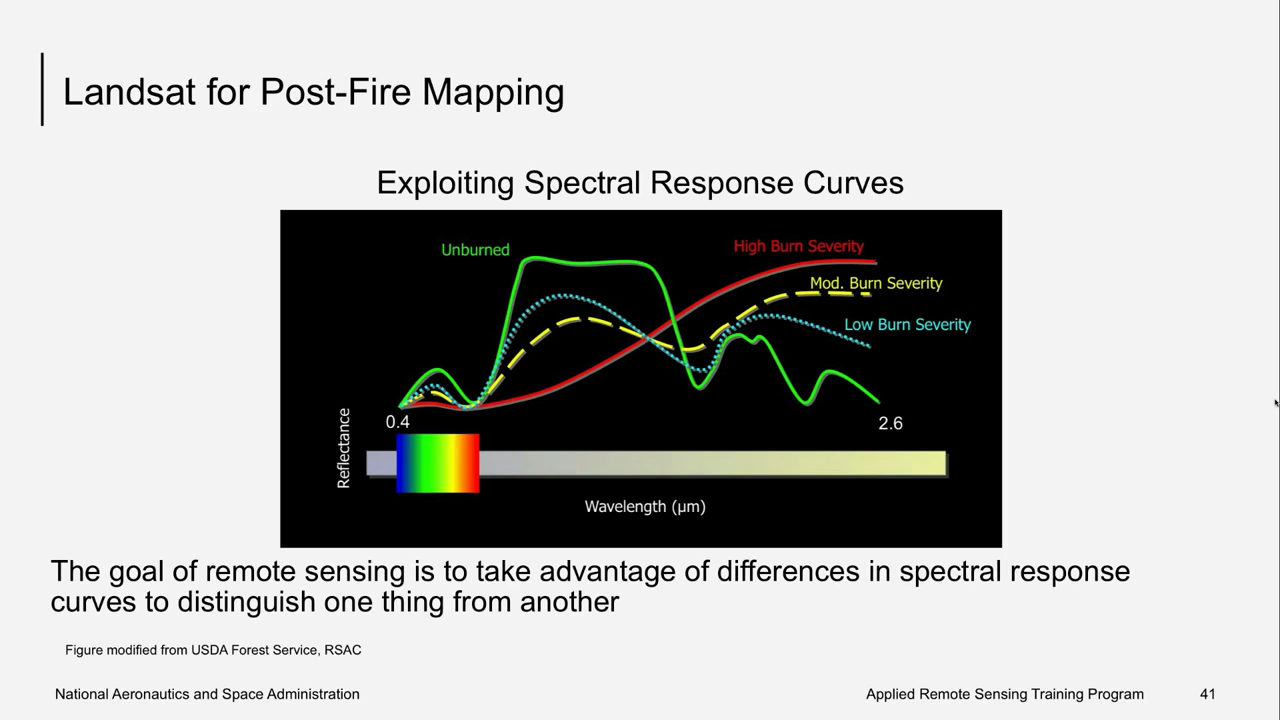 Landsat for Post-Fire Mapping
Exploiting Spectral Response Curves
Unburned
High Burn Severity
Mod. Burn Severity
Low Burn Severity
0.4
2.6
Reflectance
Wavelength (µm)
The goal of remote sensing is to take advantage of differences in spectral response
curves to distinguish one thing from another
Figure modified from USDA Forest Service, RSAC
National Aeronautics and Space Administration
Applied Remote Sensing Training Program
41